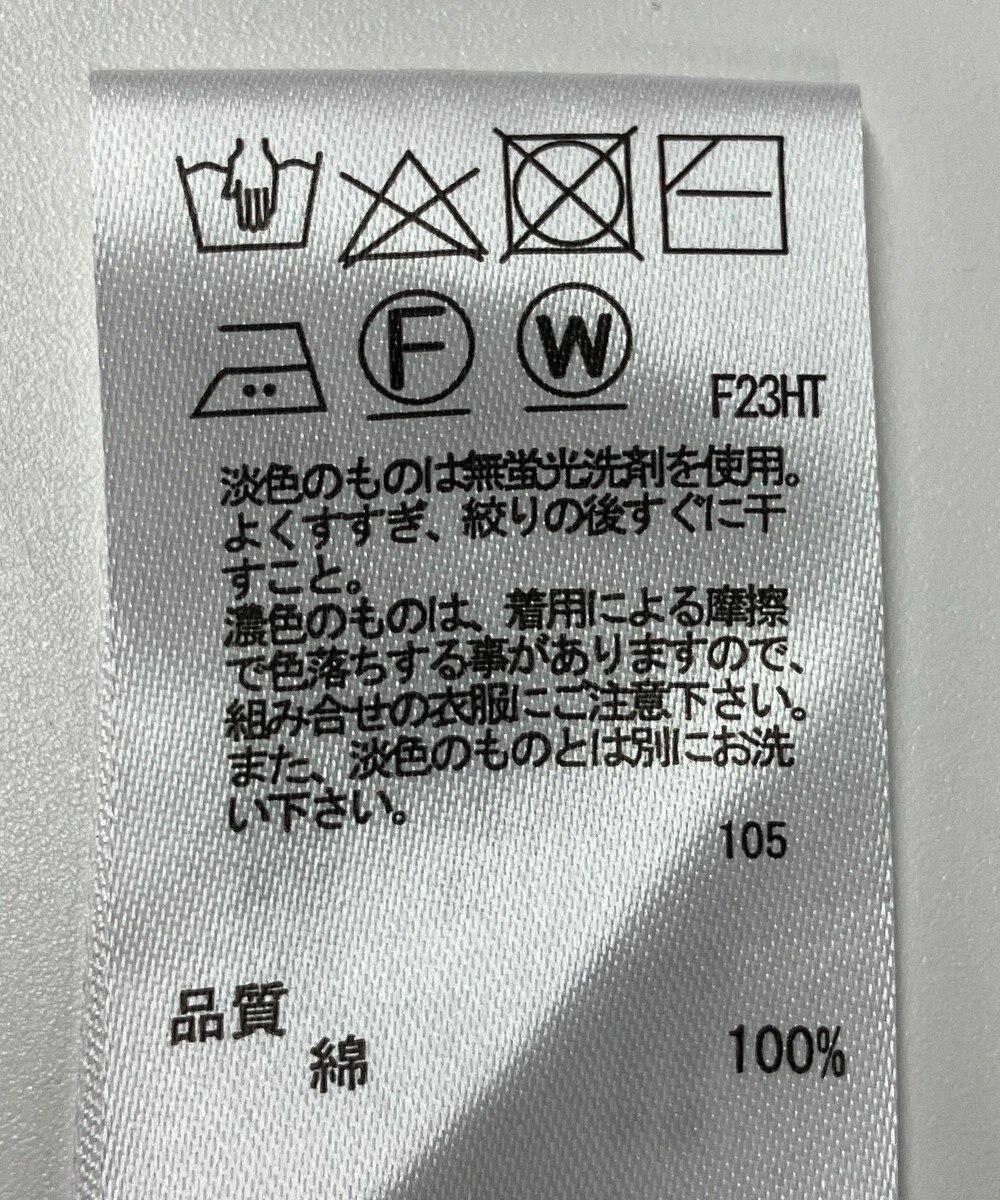 F W F23HT
淡色のものは無蛍光洗剤を使用。
よくすすぎ、絞りの後すぐに干
すこと。
濃色のものは、着用による摩擦
で色落ちする事がありますので、
組み合せの衣服にご注意下さい。
また、淡色のものとは別にお洗
い下さい。
105
品質
綿 100%